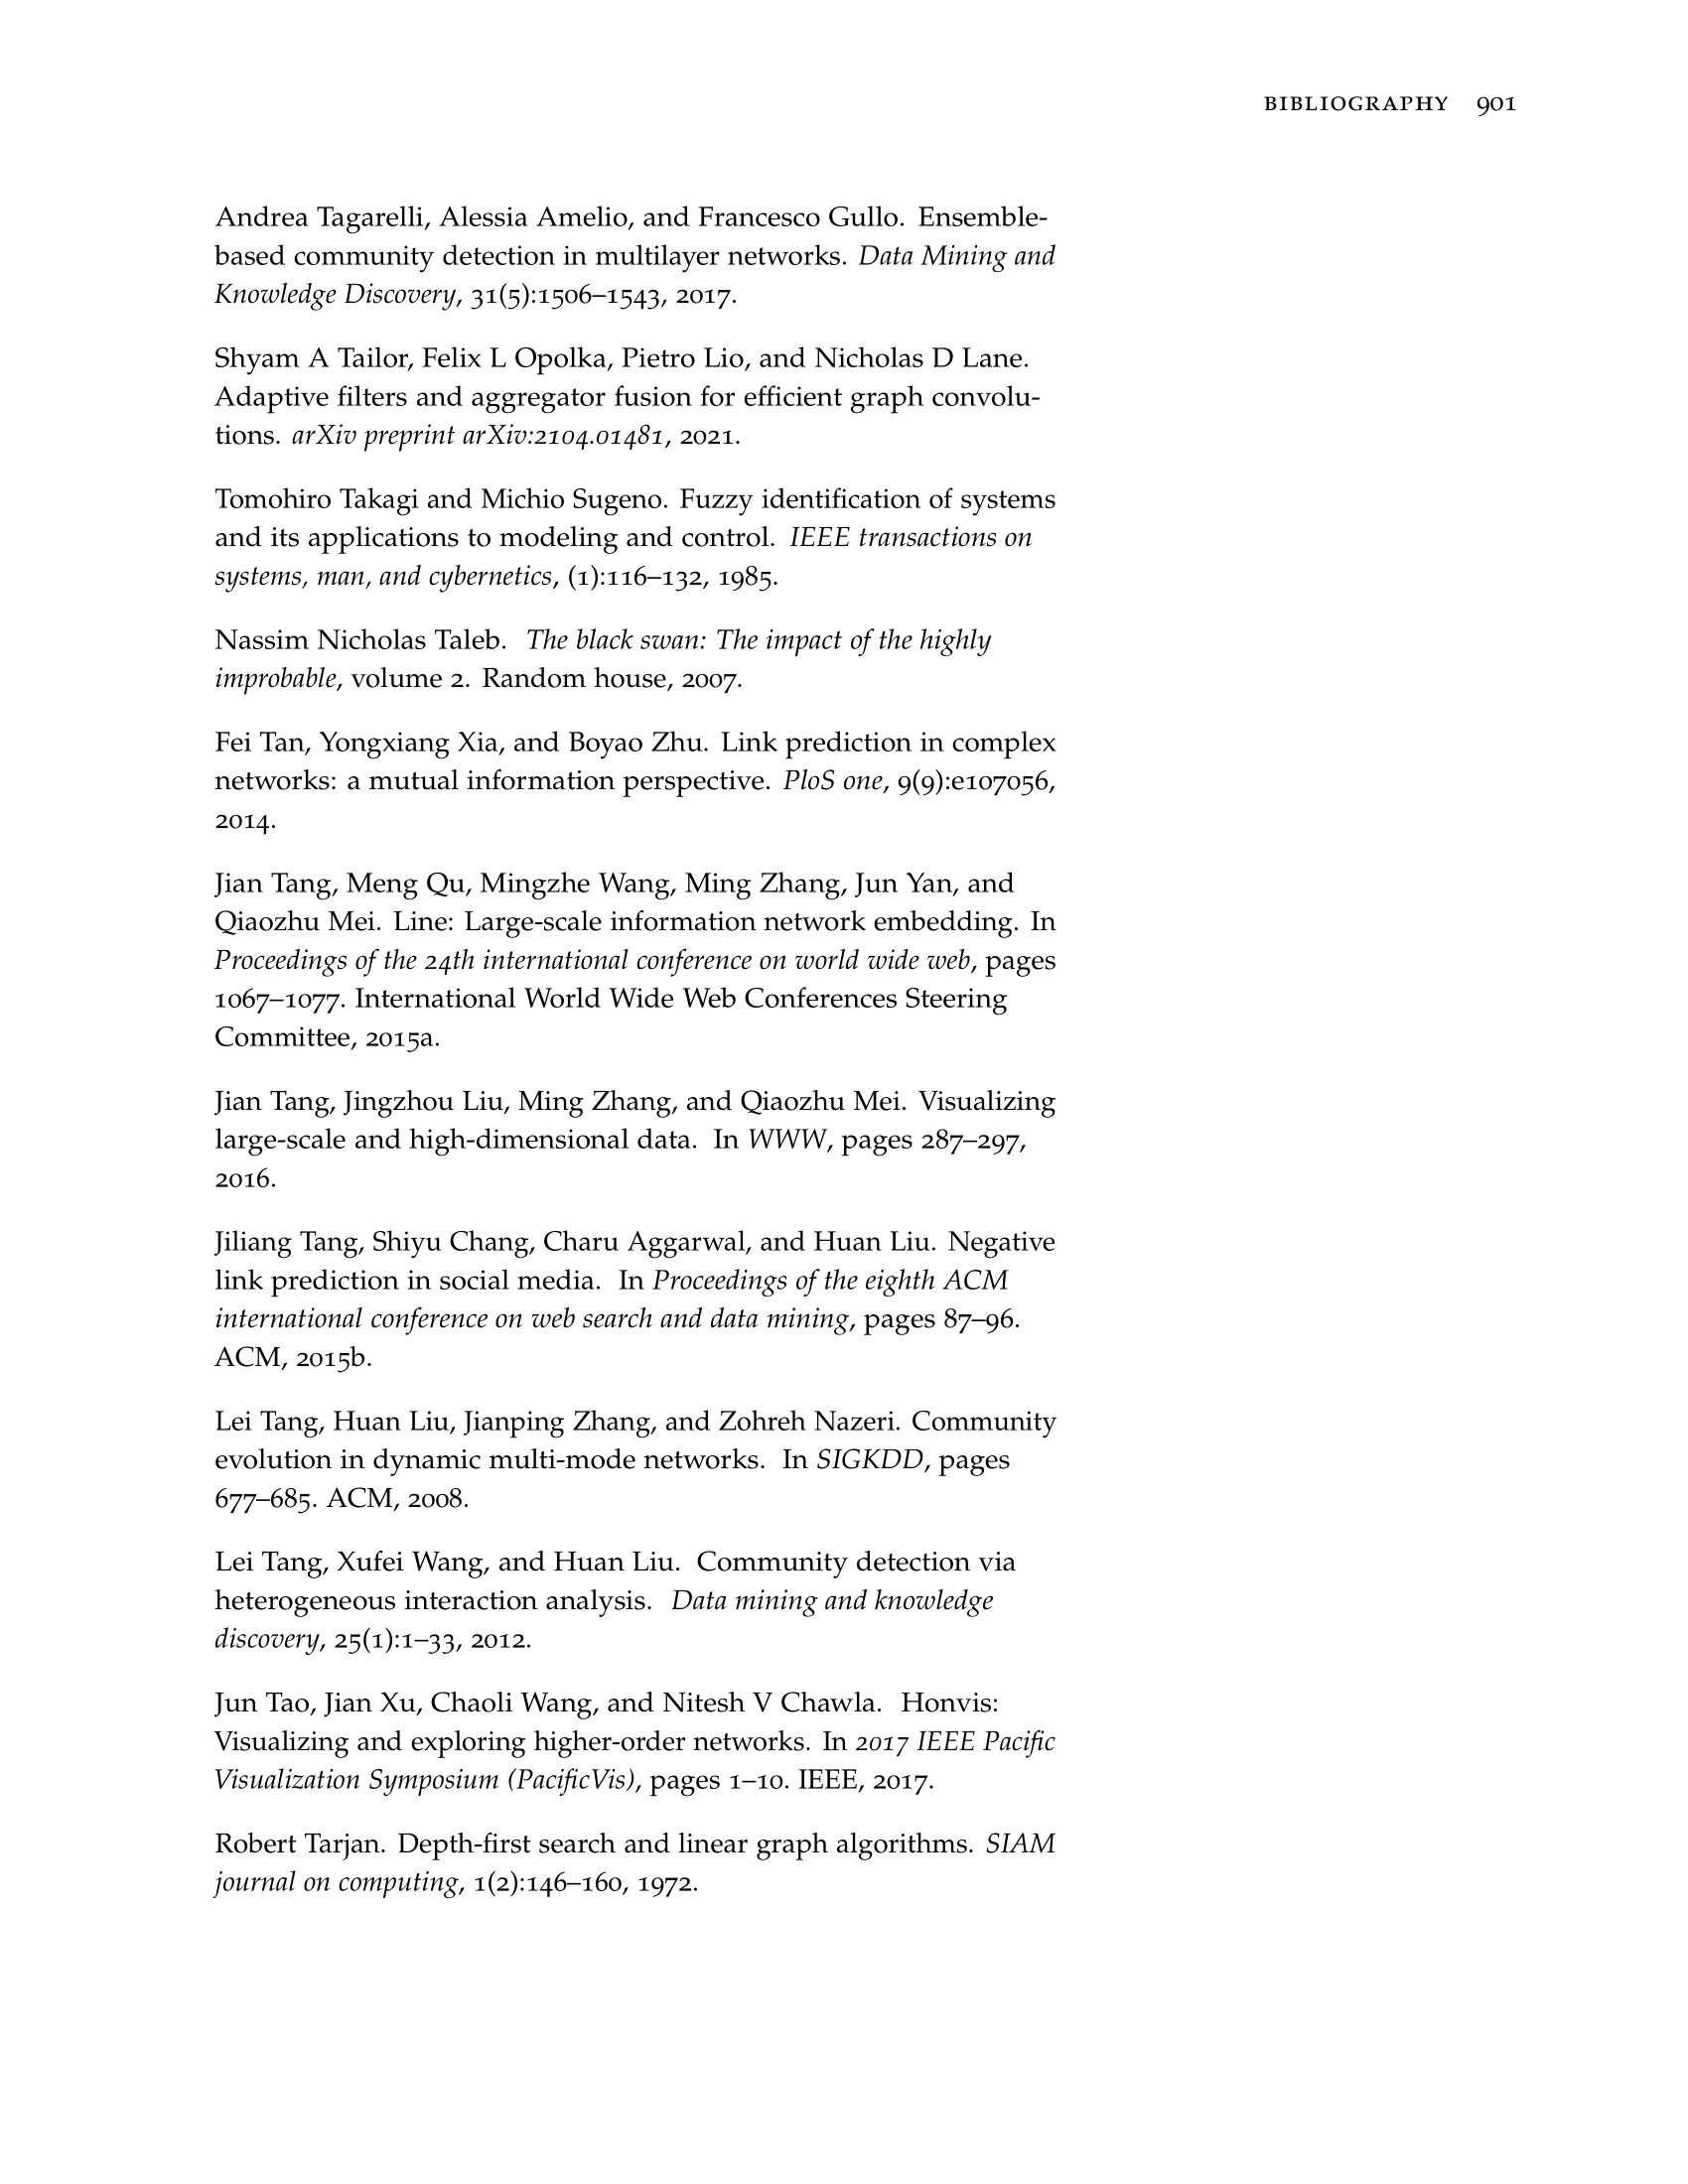 BIBLIOGRAPHY 901
Andrea Tagarelli, Alessia Amelio, and Francesco Gullo. Ensemble-
based community detection in multilayer networks. Data Mining and
Knowledge Discovery, 31(5):1506–1543, 2017.
Shyam A Tailor, Felix L Opolka, Pietro Lio, and Nicholas D Lane.
Adaptive filters and aggregator fusion for efficient graph convolu-
tions. arXiv preprint arXiv:2104.01481, 2021.
Tomohiro Takagi and Michio Sugeno. Fuzzy identification of systems
and its applications to modeling and control. IEEE transactions on
systems, man, and cybernetics, (1):116–132, 1985.
Nassim Nicholas Taleb. The black swan: The impact of the highly
improbable, volume 2. Random house, 2007.
Fei Tan, Yongxiang Xia, and Boyao Zhu. Link prediction in complex
networks: a mutual information perspective. PloS one, 9(9):e107056,
2014.
Jian Tang, Meng Qu, Mingzhe Wang, Ming Zhang, Jun Yan, and
Qiaozhu Mei. Line: Large-scale information network embedding. In
Proceedings of the 24th international conference on world wide web, pages
1067–1077. International World Wide Web Conferences Steering
Committee, 2015a.
Jian Tang, Jingzhou Liu, Ming Zhang, and Qiaozhu Mei. Visualizing
large-scale and high-dimensional data. In WWW, pages 287–297,
2016.
Jiliang Tang, Shiyu Chang, Charu Aggarwal, and Huan Liu. Negative
link prediction in social media. In Proceedings of the eighth ACM
international conference on web search and data mining, pages 87–96.
ACM, 2015b.
Lei Tang, Huan Liu, Jianping Zhang, and Zohreh Nazeri. Community
evolution in dynamic multi-mode networks. In SIGKDD, pages
677–685. ACM, 2008.
Lei Tang, Xufei Wang, and Huan Liu. Community detection via
heterogeneous interaction analysis. Data mining and knowledge
discovery, 25(1):1–33, 2012.
Jun Tao, Jian Xu, Chaoli Wang, and Nitesh V Chawla. Honvis:
Visualizing and exploring higher-order networks. In 2017 IEEE Pacific
Visualization Symposium (PacificVis), pages 1–10. IEEE, 2017.
Robert Tarjan. Depth-first search and linear graph algorithms. SIAM
journal on computing, 1(2):146–160, 1972.